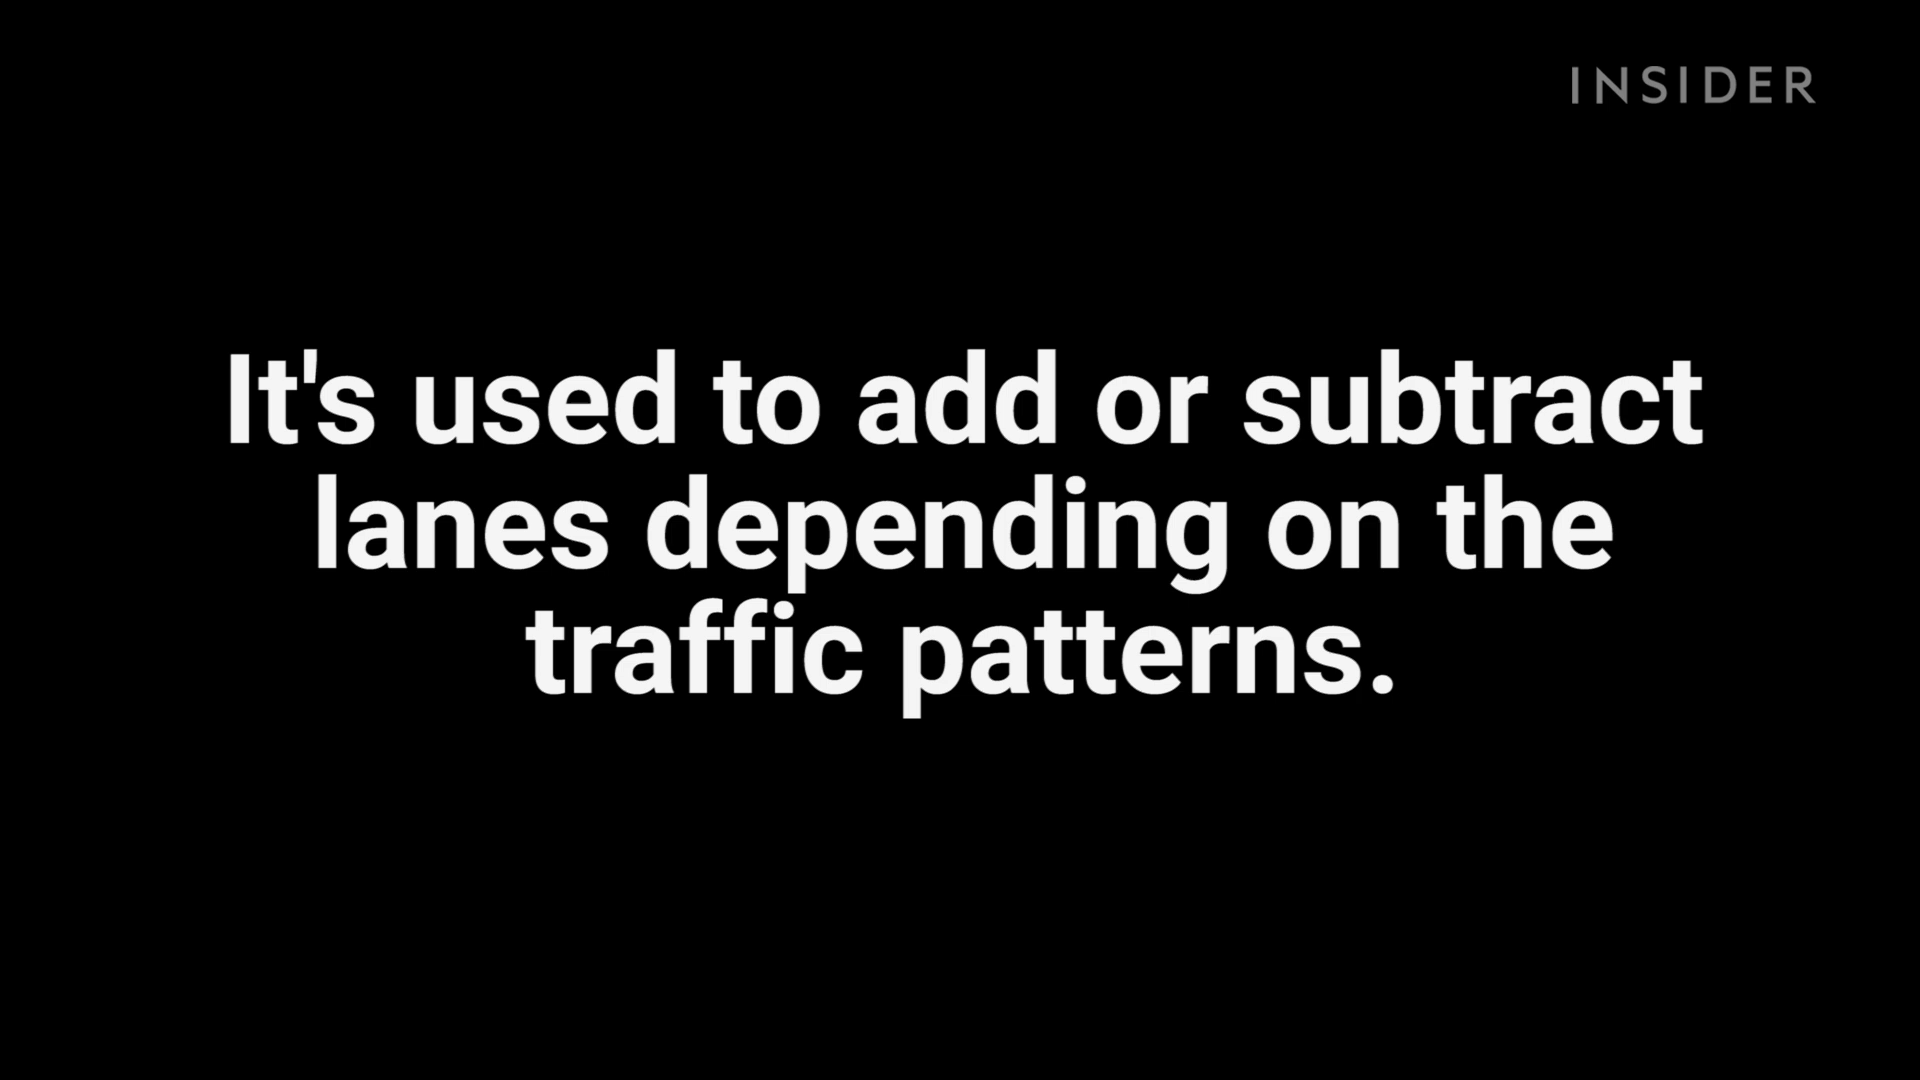 INSIDER
It's used to add or subtract
lanes depending on the
traffic patterns.